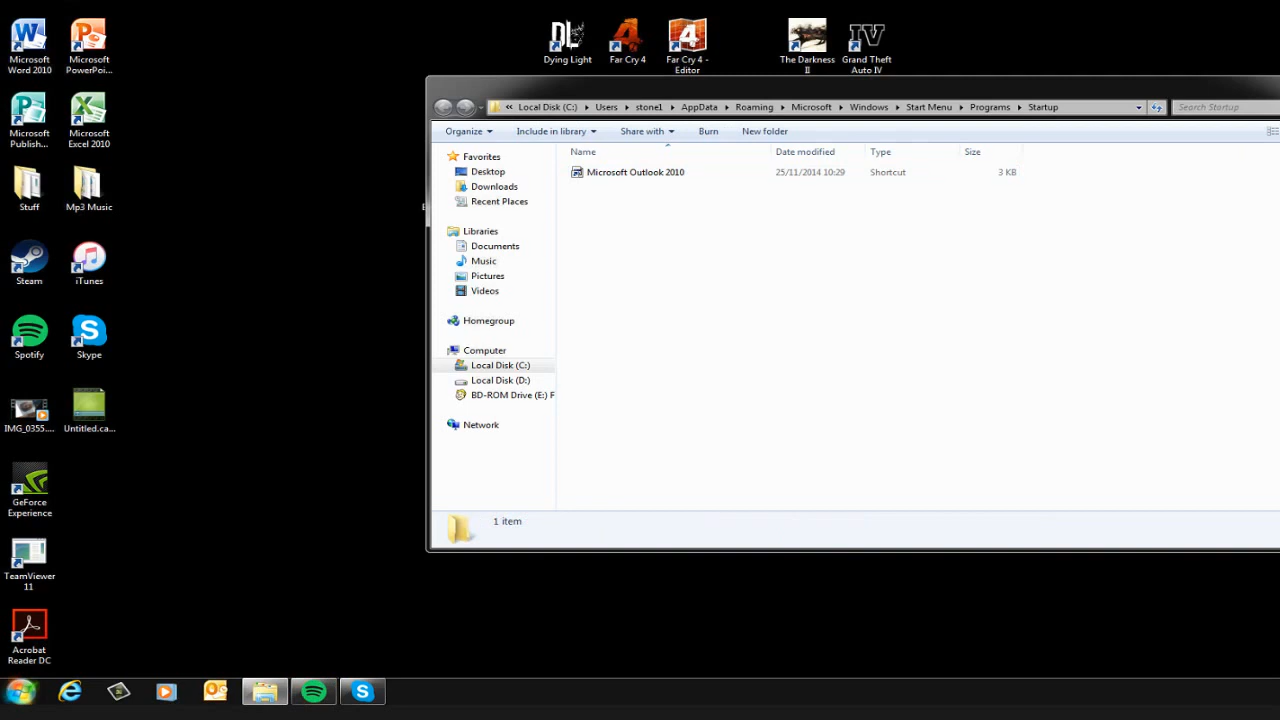 Microsoft
Word 2010
Microsoft
PowerPoi...
Microsoft
Publish...
Microsoft
Excel 2010
Stuff
Mp3 Music
Steam
iTunes
Spotify
Skype
IMG_0355....
Untitled.ca...
GeForce
Experience
TeamViewer
11
Acrobat
Reader DC
Dying Light
Far Cry 4
Far Cry 4 -
Editor
The Darkness
II
Grand Theft
Auto IV
« Local Disk (C:) Users stone1 AppData Roaming Microsoft Windows Start Menu Programs Startup
Search Startup
Organize Include in library Share with Burn New folder
Name Date modified Type Size
Microsoft Outlook 2010 25/11/2014 10:29 Shortcut 3 KB
Favorites
Desktop
Downloads
Recent Places
Libraries
Documents
Music
Pictures
Videos
Homegroup
Computer
Local Disk (C:)
Local Disk (D:)
BD-ROM Drive (E:) F
Network
1 item